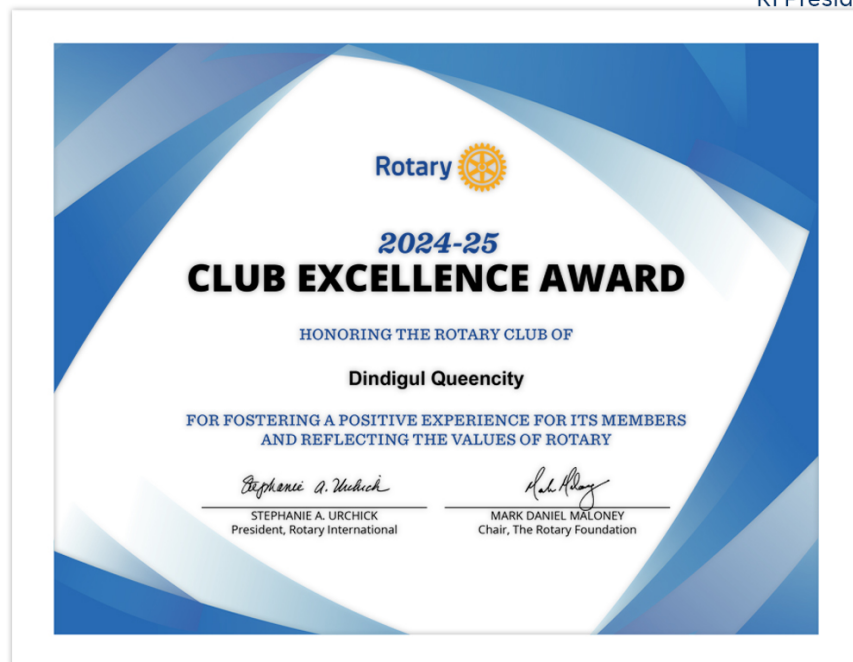 Rotary
2024-25
CLUB EXCELLENCE AWARD
HONORING THE ROTARY CLUB OF
Dindigul Queencity
FOR FOSTERING A POSITIVE EXPERIENCE FOR ITS MEMBERS
AND REFLECTING THE VALUES OF ROTARY
Stephanie A. Urchick
STEPHANIE A. URCHICK
President, Rotary International
MARK DANIEL MALONEY
Chair, The Rotary Foundation